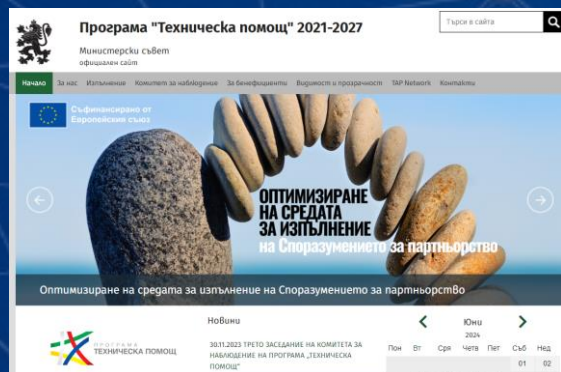 Програма "Техническа помощ" 2021-2027
Търси в сайта
Министерски съвет
официален сайт
Начало За нас Изпълнение Комитет за наблюдение За бенефициенти Видимост и прозрачност TAP Network Контакти
Съфинансирано от
Европейския съюз
ОПТИМИЗИРАНЕ
НА СРЕДАТА
ЗА ИЗПЪЛНЕНИЕ
на Споразумението за партньорство
Оптимизиране на средата за изпълнение на Споразумението за партньорство
ПРОГРАМА
ТЕХНИЧЕСКА ПОМОЩ
Новини
30.11.2023 ТРЕТО ЗАСЕДАНИЕ НА КОМИТЕТА ЗА
НАБЛЮДЕНИЕ НА ПРОГРАМА „ТЕХНИЧЕСКА
ПОМОЩ"
Юни
2024
Пон Вт Сря Четв Пет Съб Нед
01 02